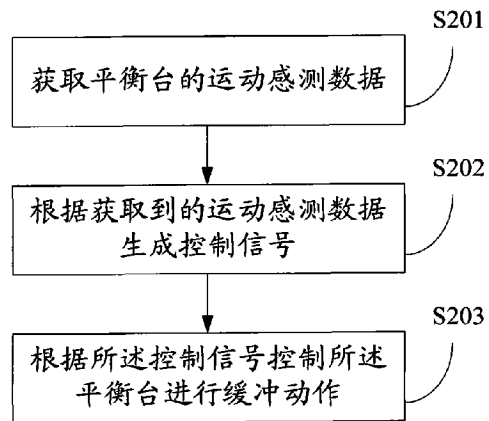 S201
获取平衡台的运动感测数据
S202
根据获取到的运动感测数据
生成控制信号
S203
根据所述控制信号控制所述
平衡台进行缓冲动作